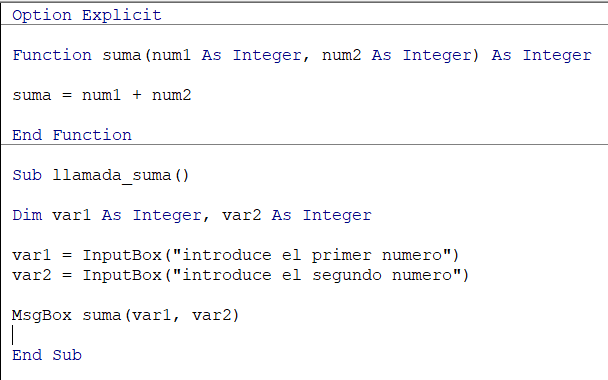 Option Explicit
Function suma(num1 As Integer, num2 As Integer) As Integer
suma = num1 + num2
End Function
Sub llamada_suma()
Dim var1 As Integer, var2 As Integer
var1 = InputBox("introduce el primer numero")
var2 = InputBox("introduce el segundo numero")
MsgBox suma(var1, var2)
End Sub